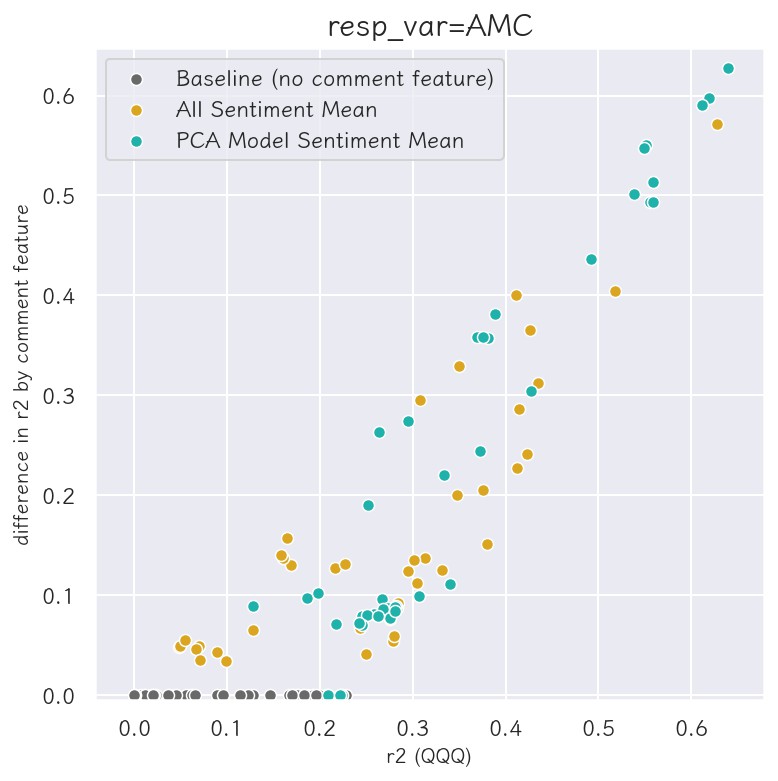 resp_var=AMC
Baseline (no comment feature)
All Sentiment Mean
PCA Model Sentiment Mean
difference in r2 by comment feature
0.6
0.5
0.4
0.3
0.2
0.1
0.0
0.0 0.1 0.2 0.3 0.4 0.5 0.6
r2 (QQQ)